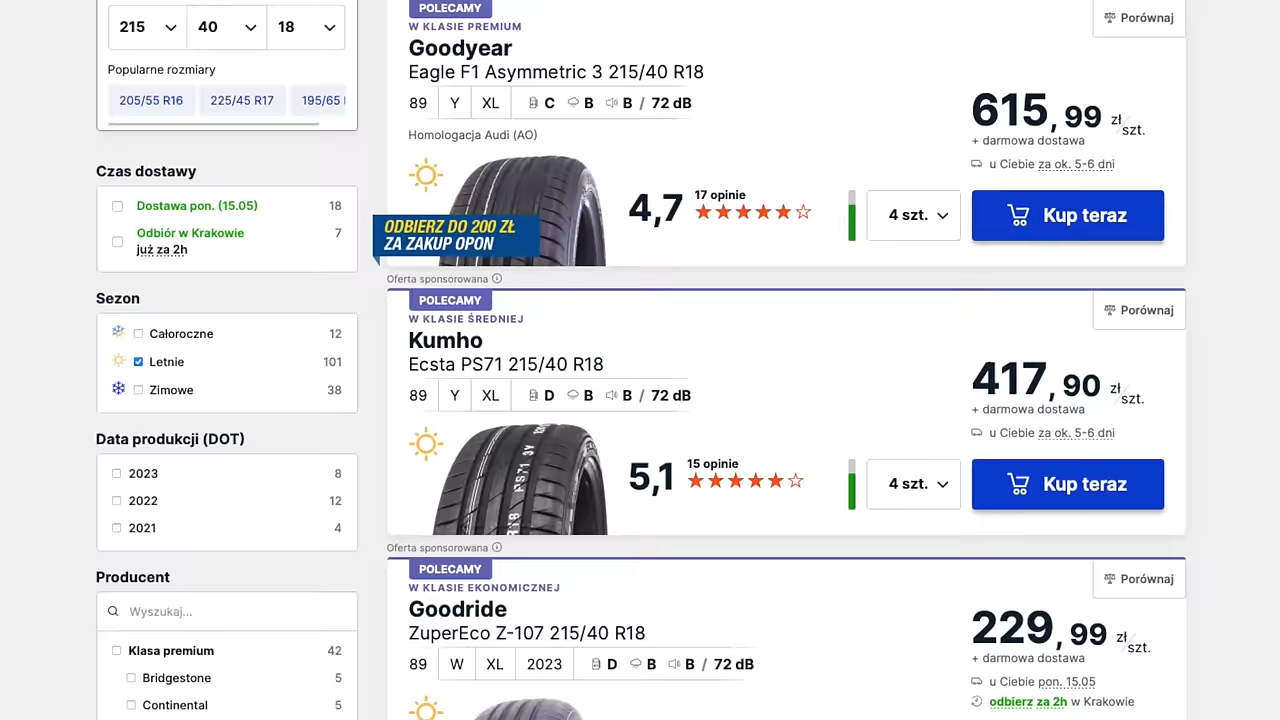 215
40
18
Popularne rozmiary
205/55 R16
225/45 R17
195/65
Czas dostawy
Dostawa pon. (15.05)
18
Odbiór w Krakowie
już za 2h
7
Sezon
Całoroczne
12
Letnie
101
Zimowe
38
Data produkcji (DOT)
2023
8
2022
12
2021
4
Producent
Wyszukaj...
Klasa premium
42
Bridgestone
5
Continental
5
POLECAMY
W KLASIE PREMIUM
Goodyear
Eagle F1 Asymmetric 3 215/40 R18
89 Y XL C B B / 72 dB
Homologacja Audi (AO)
ODBIERZ DO 200 ZŁ
ZA ZAKUP OPON
4,7
17 opinie
Porównaj
615,99 zł/szt.
+ darmowa dostawa
u Ciebie za ok. 5-6 dni
4 szt.
Kup teraz
Oferta sponsorowana
POLECAMY
W KLASIE ŚREDNIEJ
Kumho
Ecsta PS71 215/40 R18
89 Y XL D B B / 72 dB
PS71
5,1
15 opinie
Porównaj
417,90 zł/szt.
+ darmowa dostawa
u Ciebie za ok. 5-6 dni
4 szt.
Kup teraz
Oferta sponsorowana
POLECAMY
W KLASIE EKONOMICZNEJ
Goodride
ZuperEco Z-107 215/40 R18
89 W XL 2023 D B B / 72 dB
Porównaj
229,99 zł/szt.
+ darmowa dostawa
u Ciebie pon. 15.05
odbierz za 2h w Krakowie